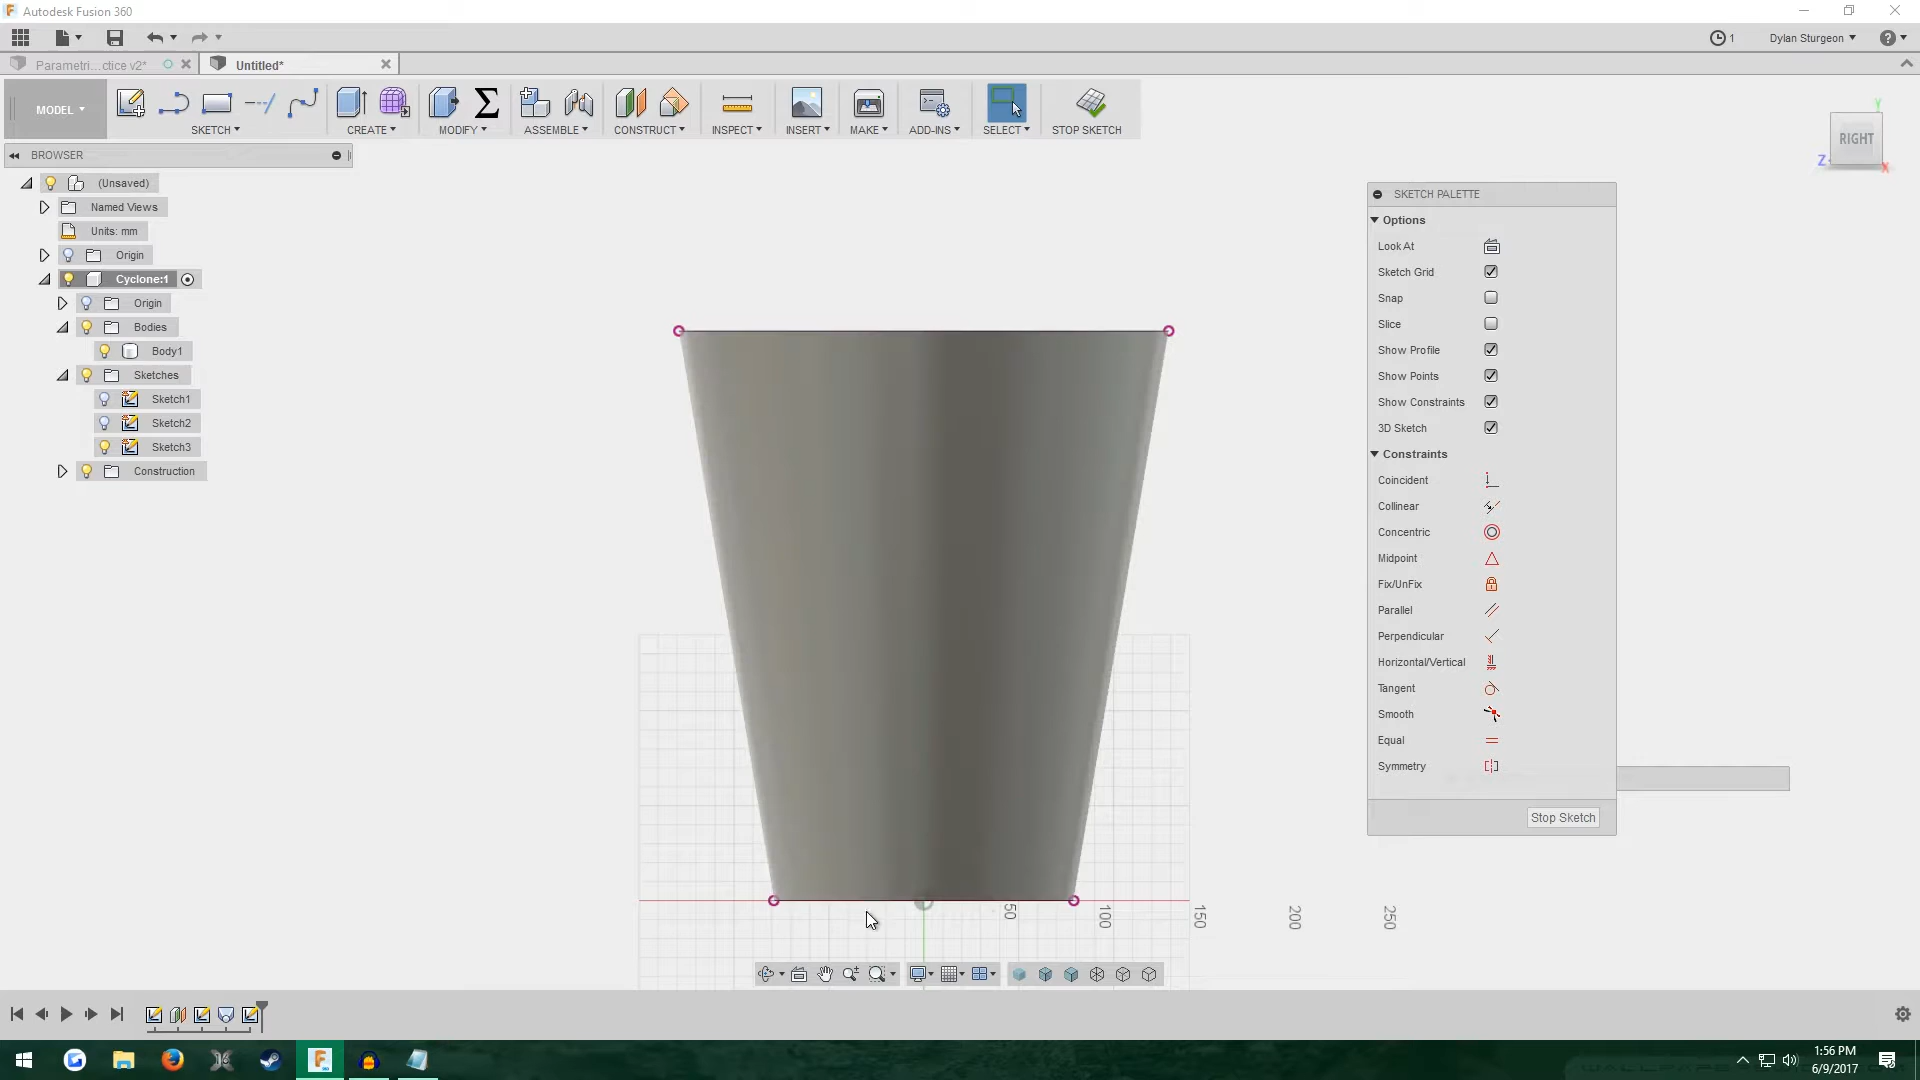 Autodesk Fusion 360
1 Dylan Sturgeon
Parametri...ctice v2* Untitled*
MODEL SKETCH CREATE MODIFY ASSEMBLE CONSTRUCT INSPECT INSERT MAKE ADD-INS SELECT STOP SKETCH
BROWSER
(Unsaved)
Named Views
Units: mm
Origin
Cyclone:1
Origin
Bodies
Body1
Sketches
Sketch1
Sketch2
Sketch3
Construction
Y
RIGHT
Z X
SKETCH PALETTE
Options
Look At
Sketch Grid
Snap
Slice
Show Profile
Show Points
Show Constraints
3D Sketch
Constraints
Coincident
Collinear
Concentric
Midpoint
Fix/UnFix
Parallel
Perpendicular
Horizontal/Vertical
Tangent
Smooth
Equal
Symmetry
Stop Sketch
50 100 150 200 250
1:56 PM
6/9/2017